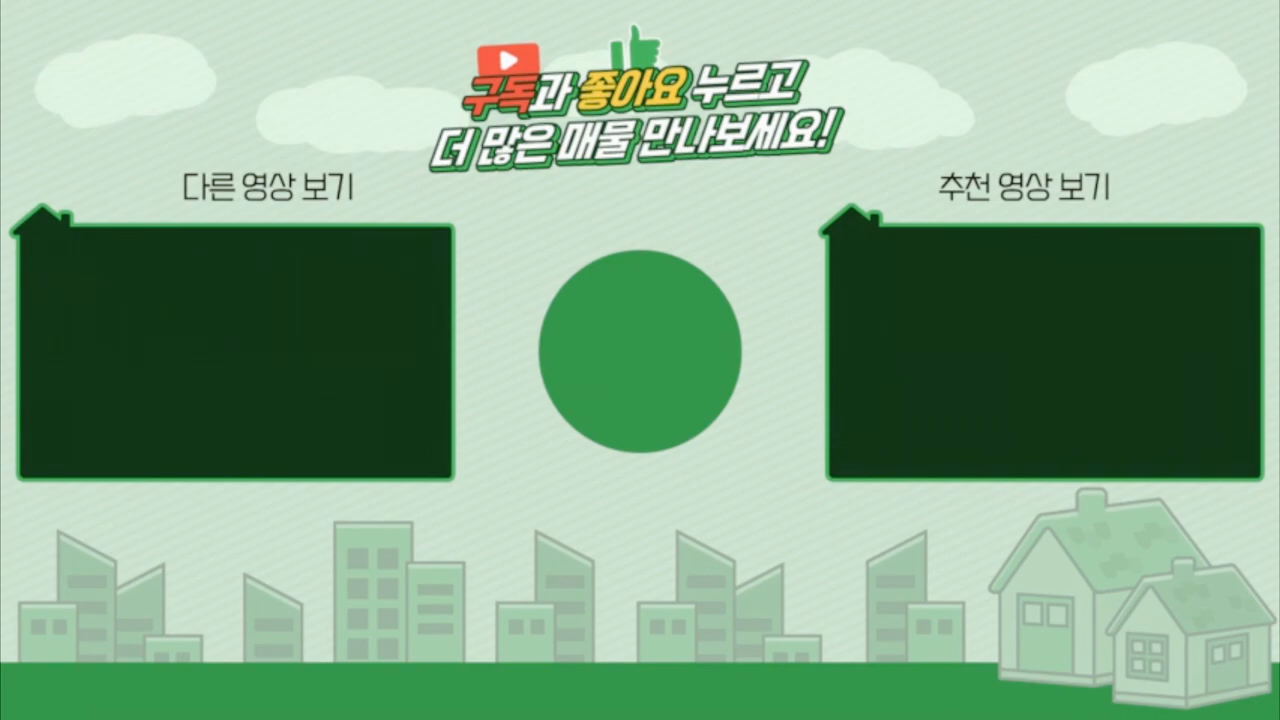 구독과 좋아요 누르고
더 많은 매물 만나보세요!
다른 영상 보기
추천 영상 보기